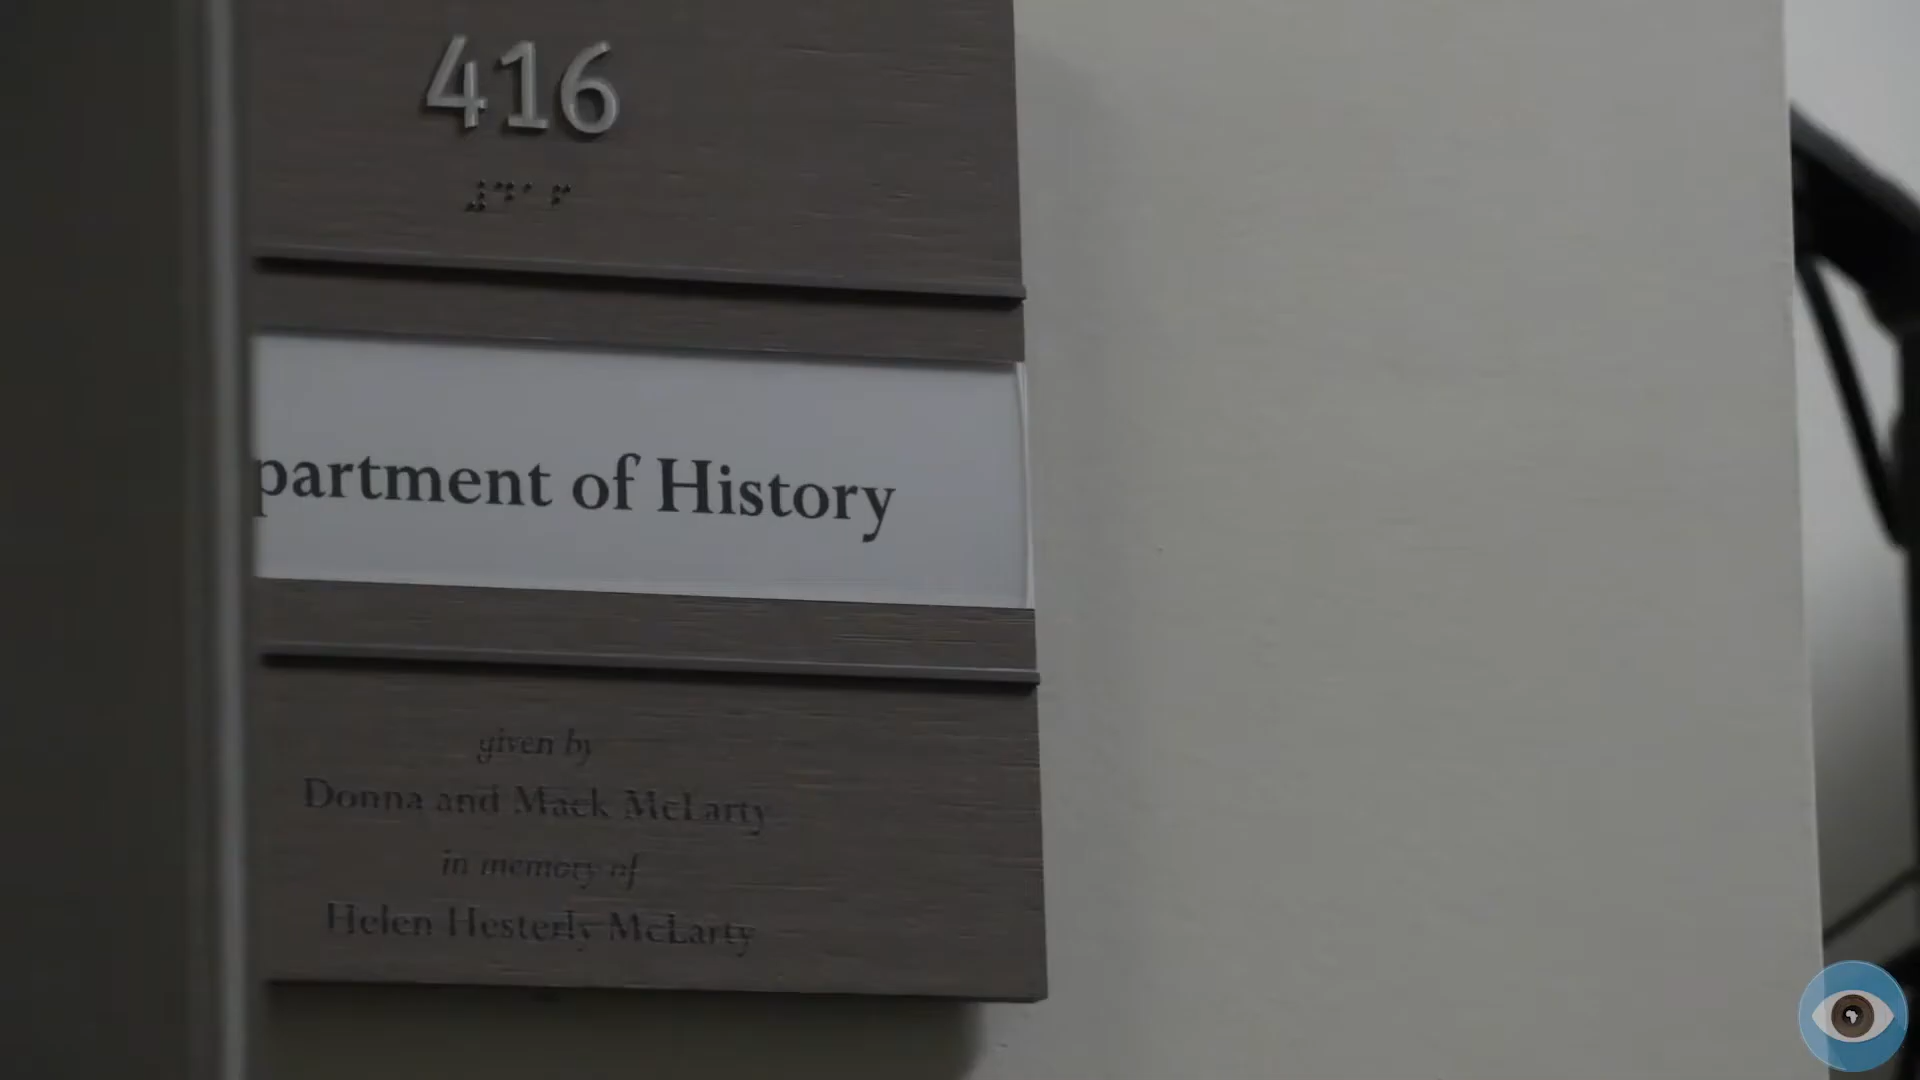 416
partment of History
given by
Donna and Mack McLarty
in memory of
Helen Hesterly McLarty